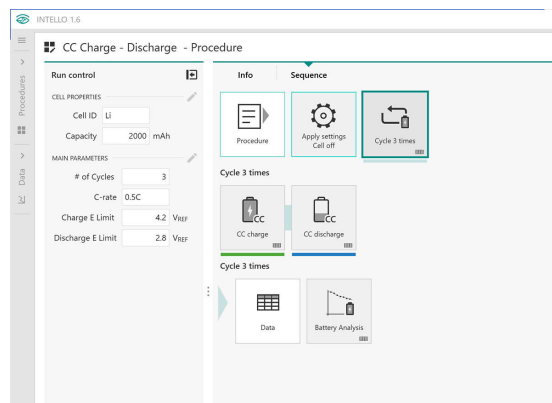 INTELLO 1.6
CC Charge - Discharge - Procedure
Procedures
Data
Run control
CELL PROPERTIES
Cell ID Li
Capacity 2000 mAh
MAIN PARAMETERS
# of Cycles 3
C-rate 0.5C
Charge E Limit 4.2 VREF
Discharge E Limit 2.8 VREF
Info Sequence
Procedure
Apply settings
Cell off
Cycle 3 times
Cycle 3 times
CC
CC charge
CC
CC discharge
Cycle 3 times
Data
Battery Analysis